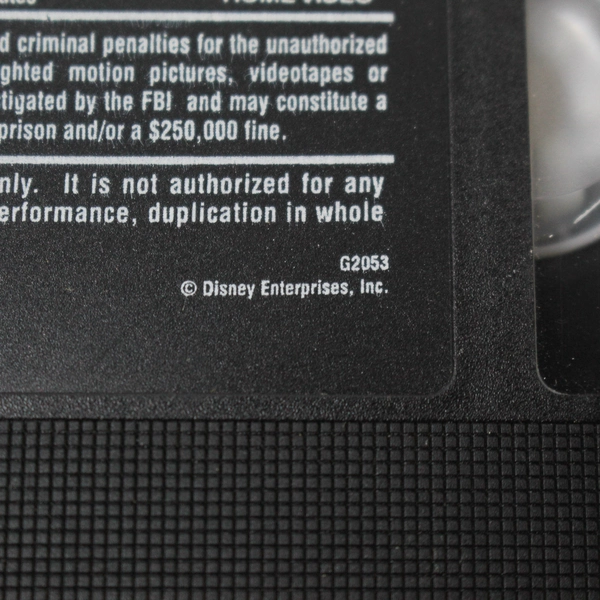 HOME VIDEO
d criminal penalties for the unauthorized
ghted motion pictures, videotapes or
tigated by the FBI and may constitute a
prison and/or a $250,000 fine.
nly. It is not authorized for any
erformance, duplication in whole
G2053
© Disney Enterprises, Inc.